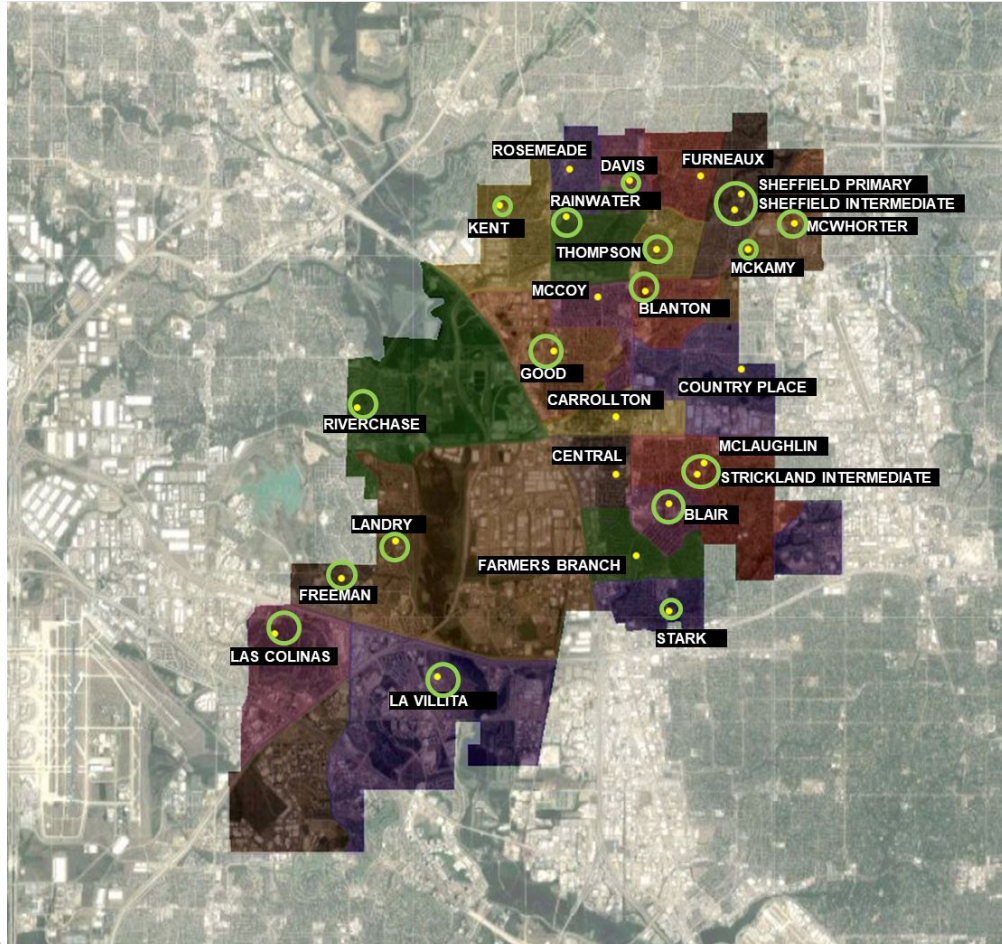 ROSEMEADE
DAVIS
FURNEAUX
SHEFFIELD PRIMARY
RAINWATER
SHEFFIELD INTERMEDIATE
KENT
MCWHORTER
THOMPSON
MCKAMY
MCCOY
BLANTON
GOOD
COUNTRY PLACE
CARROLLTON
RIVERCHASE
MCLAUGHLIN
CENTRAL
STRICKLAND INTERMEDIATE
BLAIR
LANDRY
FARMERS BRANCH
FREEMAN
STARK
LAS COLINAS
LA VILLITA